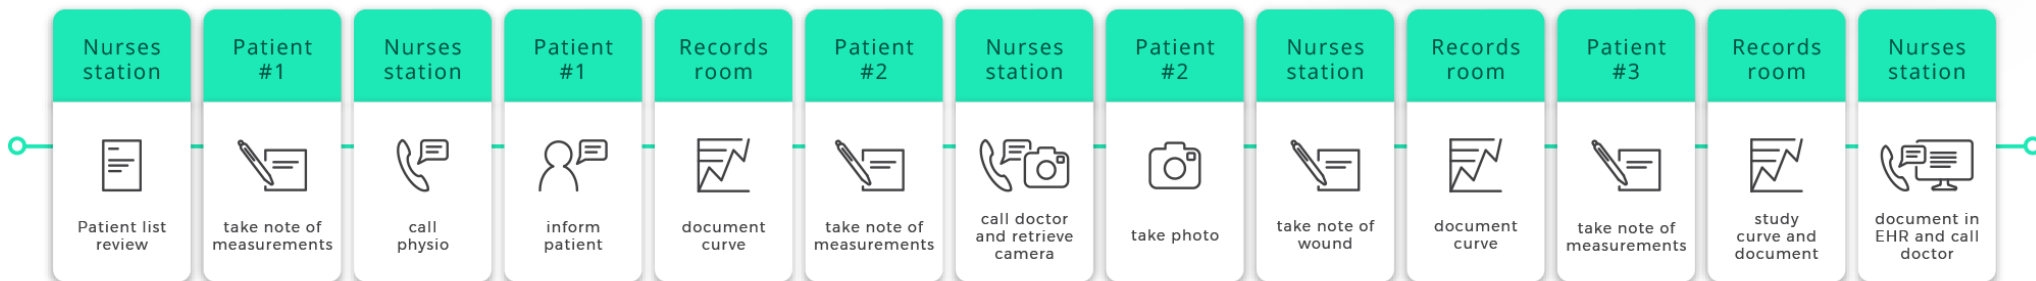 Nurses
station
Patient list
review
Patient
#1
take note of
measurements
Nurses
station
call
physio
Patient
#1
inform
patient
Records
room
document
curve
Patient
#2
take note of
measurements
Nurses
station
call doctor
and retrieve
camera
Patient
#2
take photo
Nurses
station
take note of
wound
Records
room
document
curve
Patient
#3
take note of
measurements
Records
room
study
curve and
document
Nurses
station
document in
EHR and call
doctor